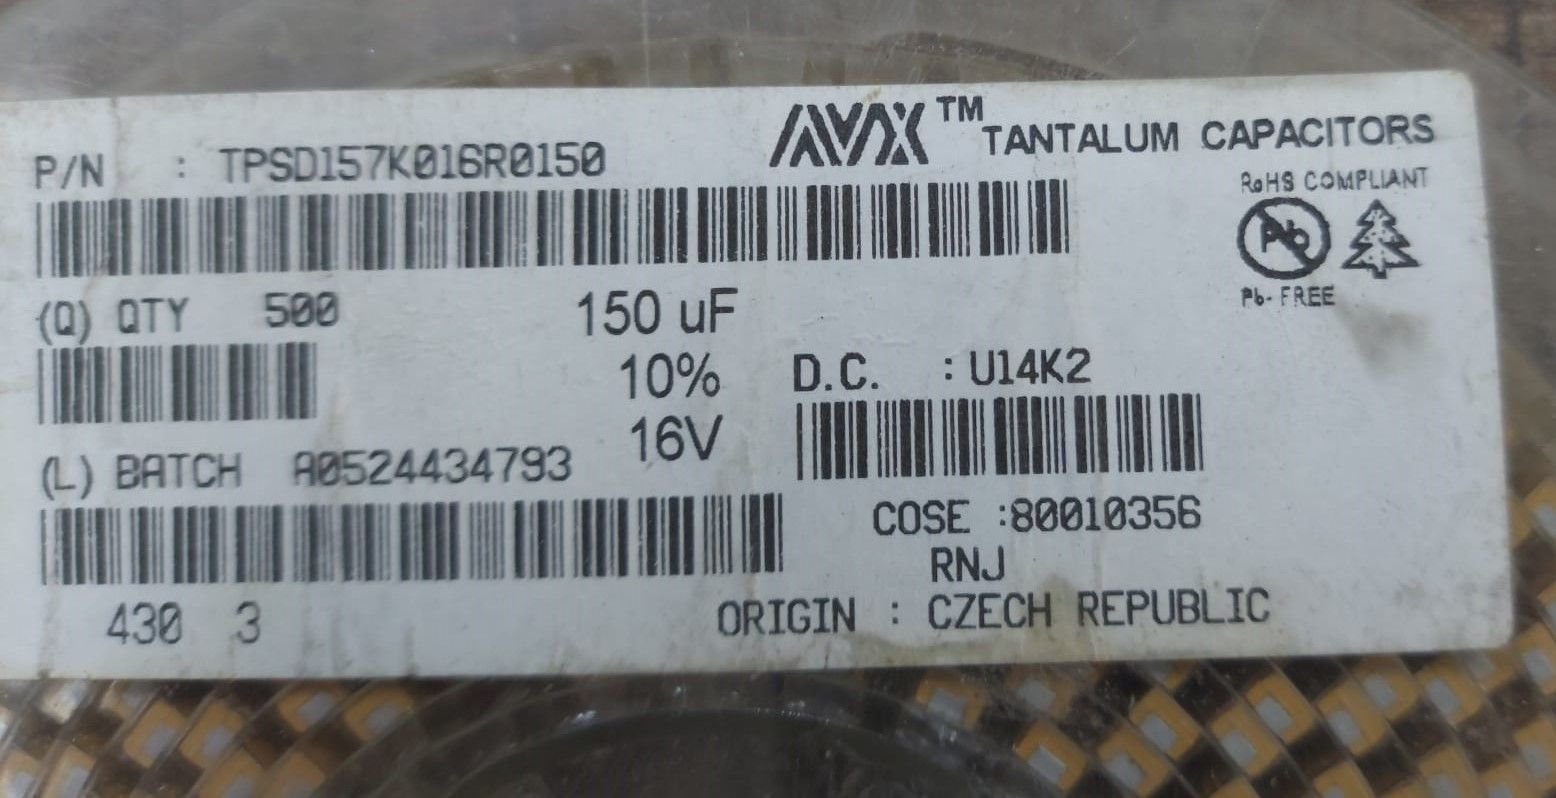 AVX™ TANTALUM CAPACITORS
P/N : TPSD157K016R0150
RoHS COMPLIANT
Pb
Pb-FREE
(Q) QTY 500
150 uF
10%
16V
D.C. : U14K2
(L) BATCH A0524434793
COSE :80010356
RNJ
430 3
ORIGIN : CZECH REPUBLIC